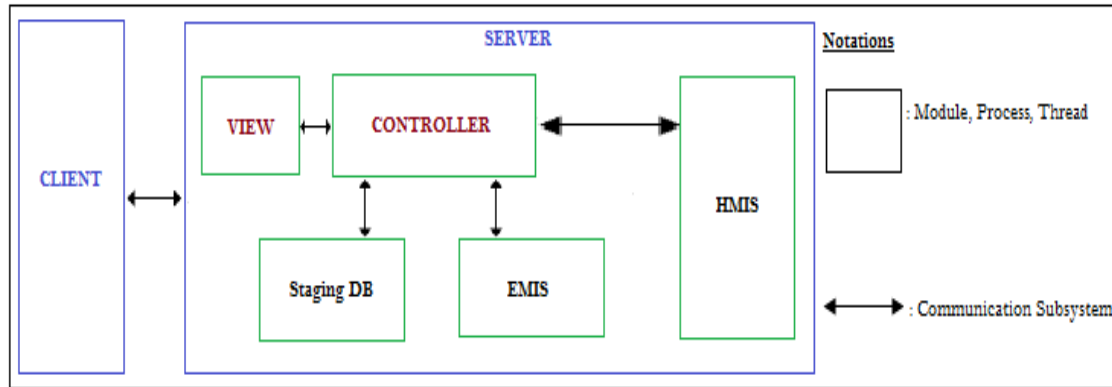 CLIENT
SERVER
VIEW
CONTROLLER
HMIS
Staging DB
EMIS
Notations
: Module, Process, Thread
: Communication Subsystem